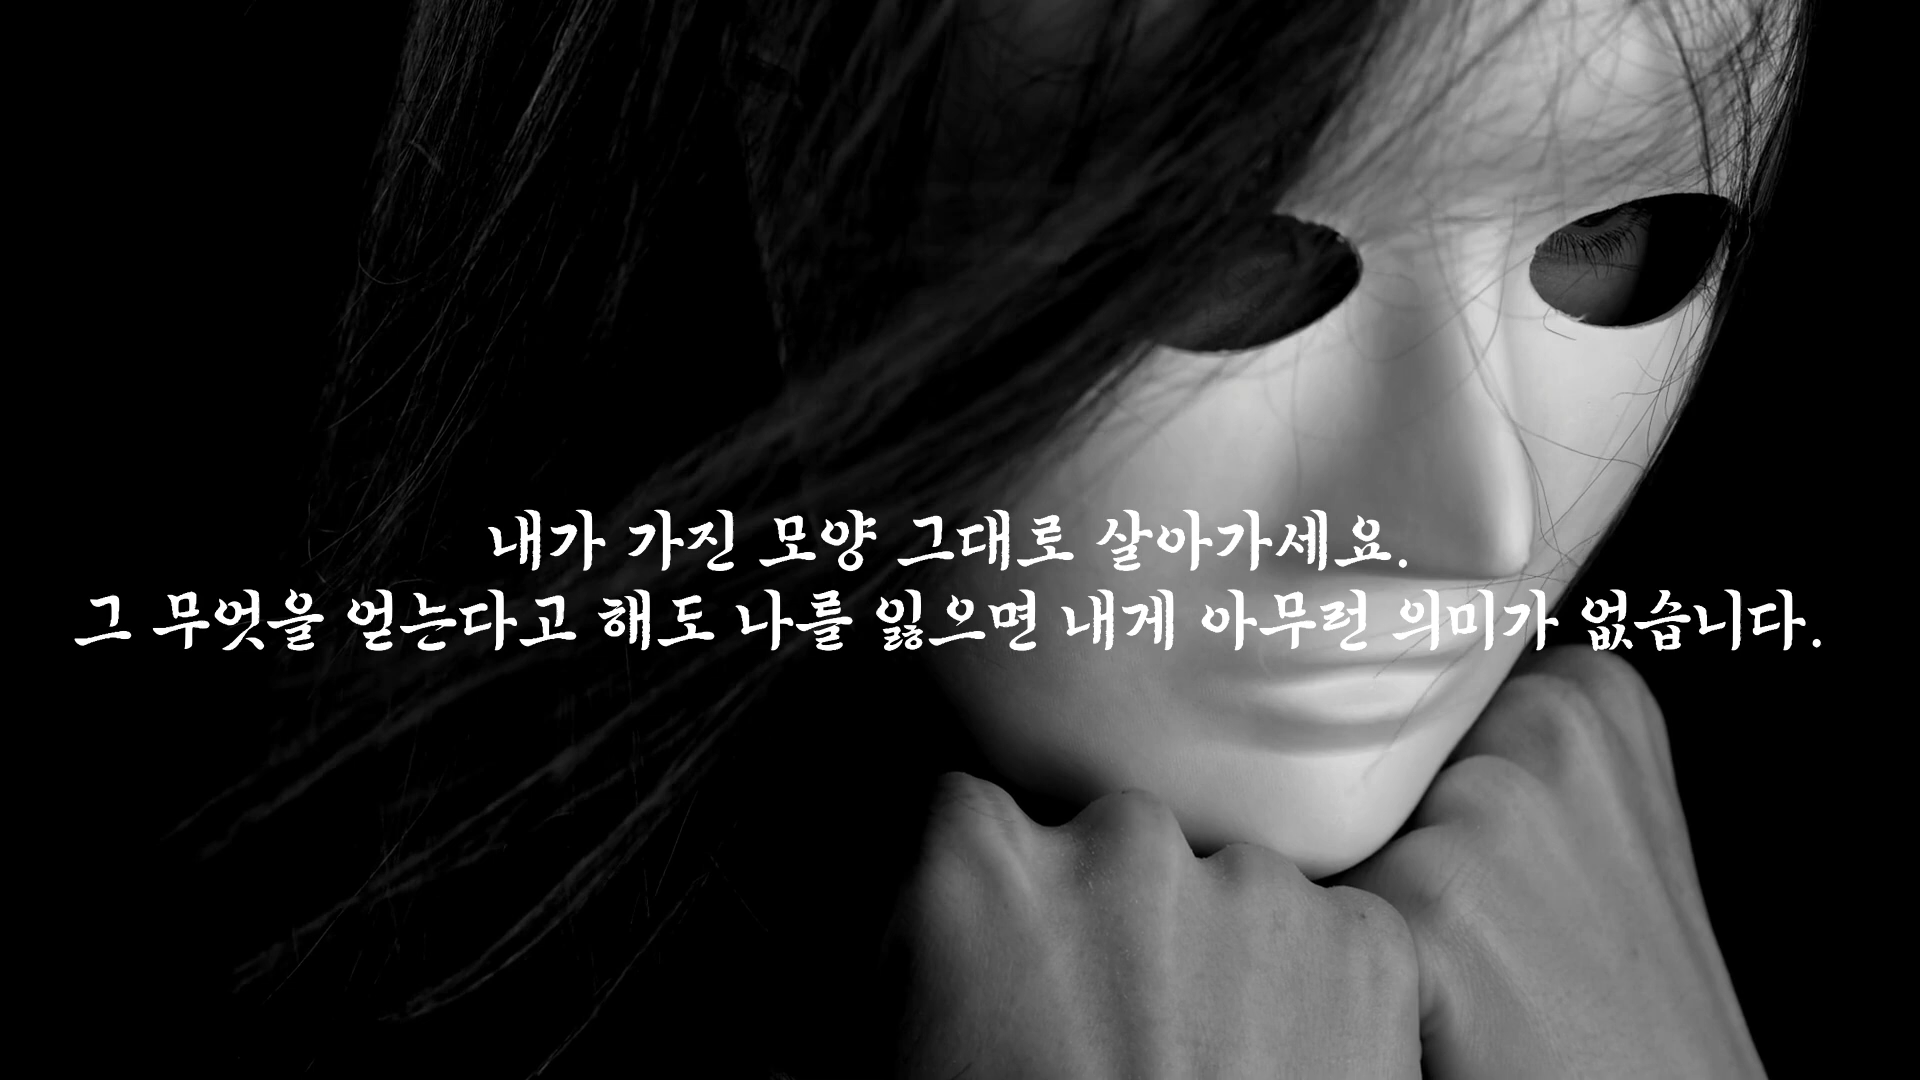 내가 가진 모양 그대로 살아가세요.
그 무엇을 얻는다고 해도 나를 잃으면 내게 아무런 의미가 없습니다.